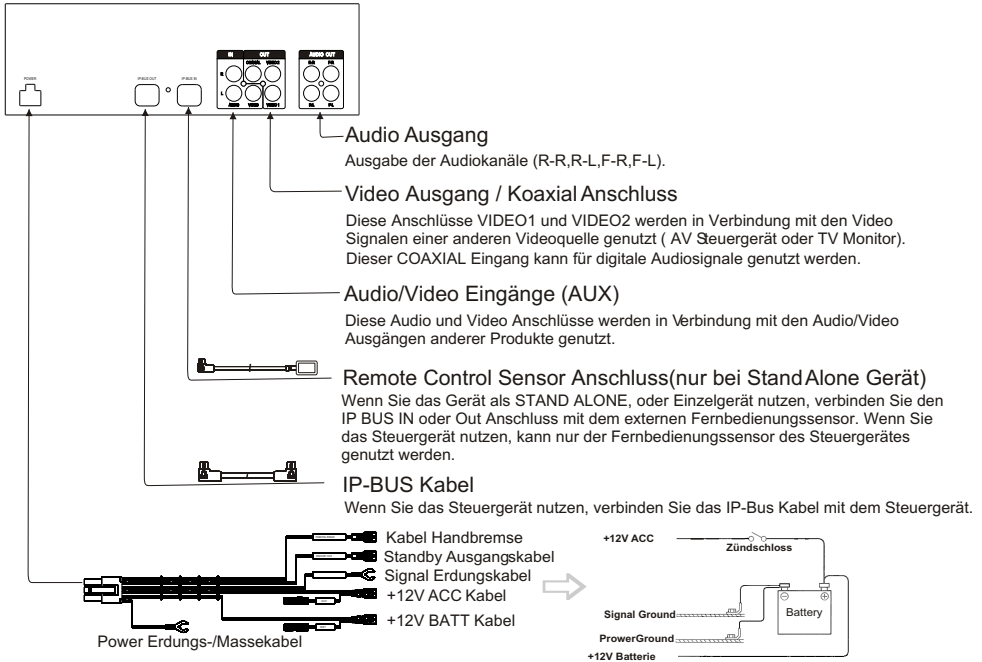 IN
OUT
AUDIO OUT
COAXIAL VIDEO2
R-R F-R
POWER
IP-BUS OUT
IP-BUS IN
R
L
AUDIO VIDEO VIDEO 1
R-L F-L
Audio Ausgang
Ausgabe der Audiokanäle (R-R,R-L,F-R,F-L).
Video Ausgang / Koaxial Anschluss
Diese Anschlüsse VIDEO1 und VIDEO2 werden in Verbindung mit den Video
Signalen einer anderen Videoquelle genutzt ( AV Steuergerät oder TV Monitor).
Dieser COAXIAL Eingang kann für digitale Audiosignale genutzt werden.
Audio/Video Eingänge (AUX)
Diese Audio und Video Anschlüsse werden in Verbindung mit den Audio/Video
Ausgängen anderer Produkte genutzt.
Remote Control Sensor Anschluss(nur bei Stand Alone Gerät)
Wenn Sie das Gerät als STAND ALONE, oder Einzelgerät nutzen, verbinden Sie den
IP BUS IN oder Out Anschluss mit dem externen Fernbedienungssensor. Wenn Sie
das Steuergerät nutzen, kann nur der Fernbedienungssensor des Steuergerätes
genutzt werden.
IP-BUS Kabel
Wenn Sie das Steuergerät nutzen, verbinden Sie das IP-Bus Kabel mit dem Steuergerät.
Kabel Handbremse
Standby Ausgangskabel
Signal Erdungskabel
+12V ACC Kabel
+12V BATT Kabel
Power Erdungs-/Massekabel
+12V ACC
Zündschloss
Battery
Signal Ground
ProwerGround
+12V Batterie